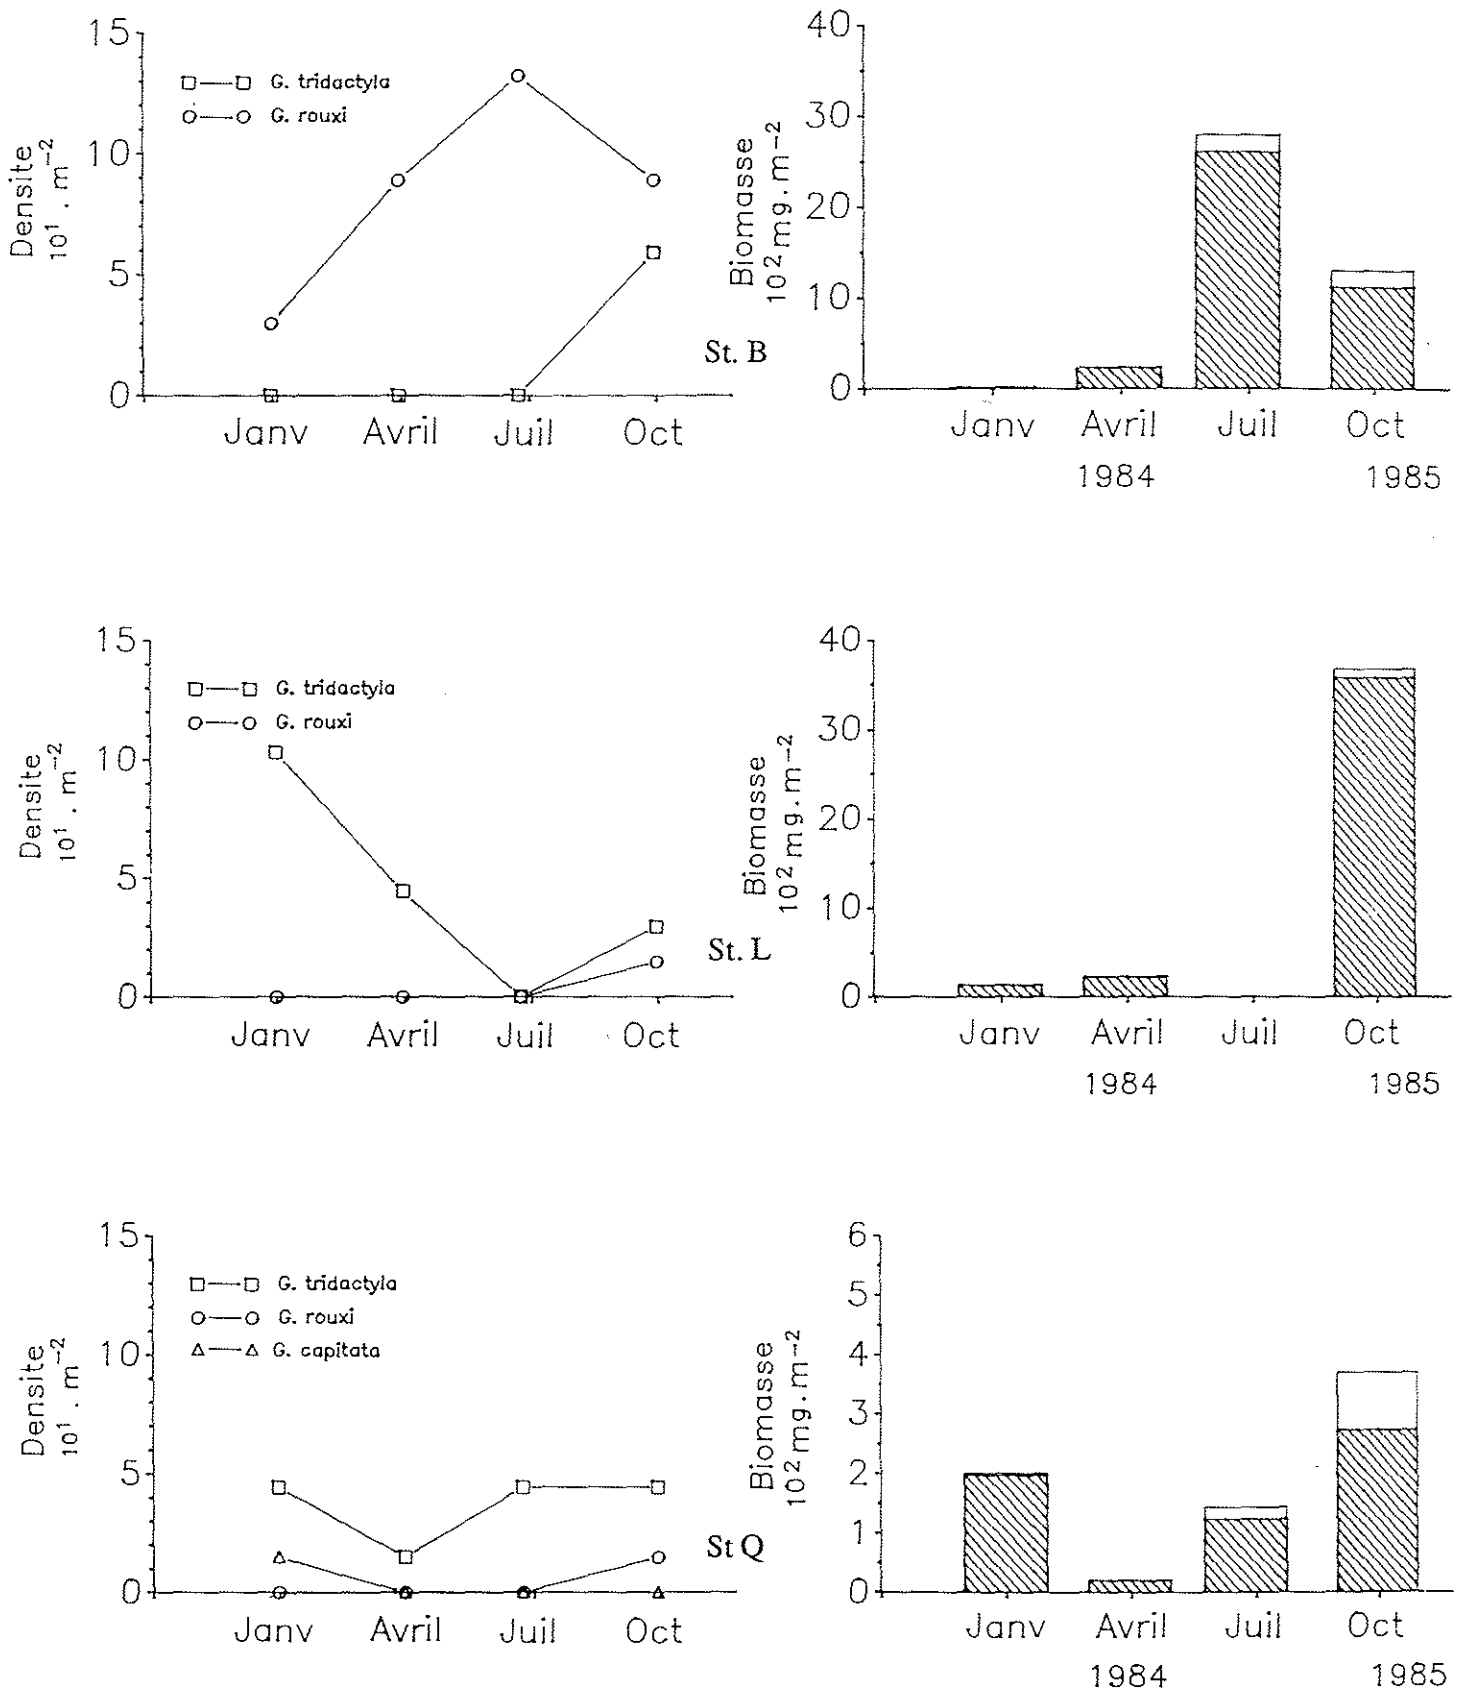 15
10
5
0
Densite
10¹ . m⁻²
G. tridactyla
G. rouxi
Janv Avril Juil Oct
St. B
40
30
20
10
0
Biomasse
10² mg . m⁻²
Janv Avril Juil Oct
1984 1985
15
10
5
0
Densite
10¹ . m⁻²
G. tridactyla
G. rouxi
Janv Avril Juil Oct
St. L
40
30
20
10
0
Biomasse
10² mg . m⁻²
Janv Avril Juil Oct
1984 1985
15
10
5
0
Densite
10¹ . m⁻²
G. tridactyla
G. rouxi
G. capitata
Janv Avril Juil Oct
St Q
6
5
4
3
2
1
0
Biomasse
10² mg . m⁻²
Janv Avril Juil Oct
1984 1985